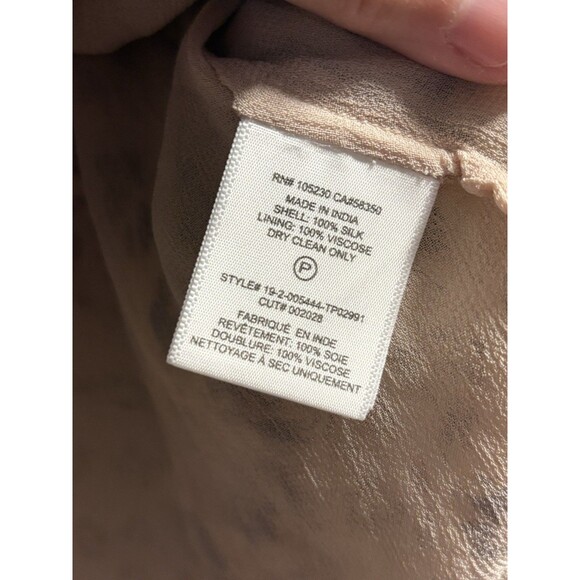 RN# 105230 CA#58350
MADE IN INDIA
SHELL: 100% SILK
LINING: 100% VISCOSE
DRY CLEAN ONLY
P
STYLE# 19-2-005444-TP02991
CUT# 002028
FABRIQUÉ EN INDE
REVÊTEMENT: 100% SOIE
DOUBLURE: 100% VISCOSE
NETTOYAGE À SEC UNIQUEMENT